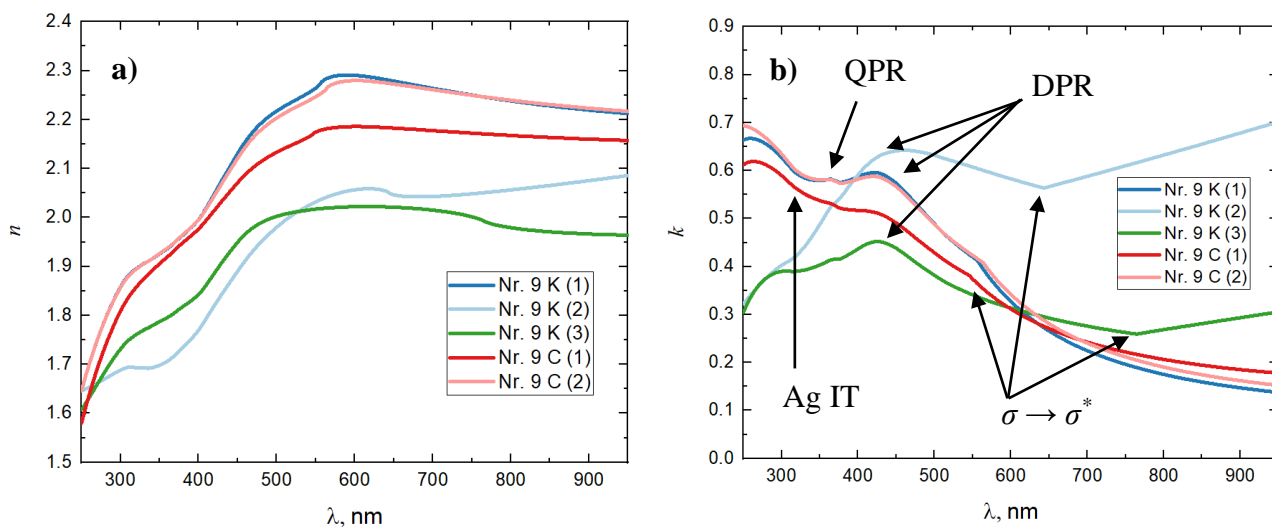 a)
n
2.4
2.3
2.2
2.1
2.0
1.9
1.8
1.7
1.6
1.5
300 400 500 600 700 800 900
λ, nm
Nr. 9 K (1)
Nr. 9 K (2)
Nr. 9 K (3)
Nr. 9 C (1)
Nr. 9 C (2)
b)
QPR
DPR
k
0.9
0.8
0.7
0.6
0.5
0.4
0.3
0.2
0.1
0.0
Nr. 9 K (1)
Nr. 9 K (2)
Nr. 9 K (3)
Nr. 9 C (1)
Nr. 9 C (2)
Ag IT
σ → σ*
300 400 500 600 700 800 900
λ, nm